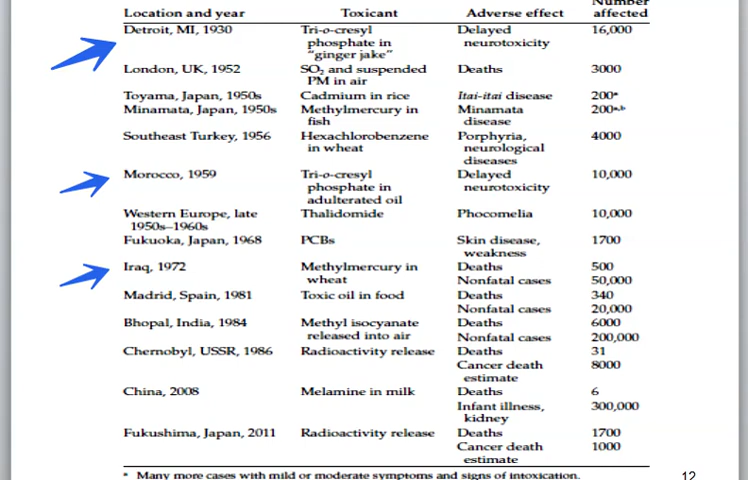 Location and year Toxicant Adverse effect Number affected
Detroit, MI, 1930 Tri-o-cresyl Delayed 16,000
phosphate in neurotoxicity
"ginger jake"
London, UK, 1952 SO₂ and suspended Deaths 3000
PM in air
Toyama, Japan, 1950s Cadmium in rice Itai-itai disease 200ᵃ
Minamata, Japan, 1950s Methylmercury in Minamata 200ᵃ,ᵇ
fish disease
Southeast Turkey, 1956 Hexachlorobenzene Porphyria, 4000
in wheat neurological
diseases
Morocco, 1959 Tri-o-cresyl Delayed 10,000
phosphate in neurotoxicity
adulterated oil
Western Europe, late Thalidomide Phocomelia 10,000
1950s–1960s
Fukuoka, Japan, 1968 PCBs Skin disease, 1700
weakness
Iraq, 1972 Methylmercury in Deaths 500
wheat Nonfatal cases 50,000
Madrid, Spain, 1981 Toxic oil in food Deaths 340
Nonfatal cases 20,000
Bhopal, India, 1984 Methyl isocyanate Deaths 6000
released into air Nonfatal cases 200,000
Chernobyl, USSR, 1986 Radioactivity release Deaths 31
Cancer death 8000
estimate
China, 2008 Melamine in milk Deaths 6
Infant illness, 300,000
kidney
Fukushima, Japan, 2011 Radioactivity release Deaths 1700
Cancer death 1000
estimate
ᵃ Many more cases with mild or moderate symptoms and signs of intoxication.
12